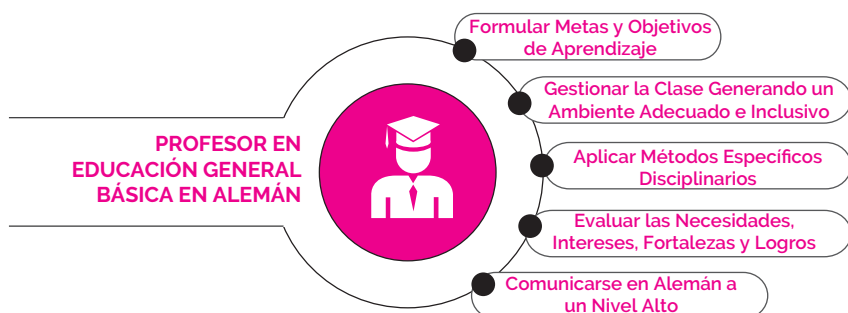 PROFESOR EN
EDUCACIÓN GENERAL
BÁSICA EN ALEMÁN
Formular Metas y Objetivos
de Aprendizaje
Gestionar la Clase Generando un
Ambiente Adecuado e Inclusivo
Aplicar Métodos Específicos
Disciplinarios
Evaluar las Necesidades,
Intereses, Fortalezas y Logros
Comunicarse en Alemán a
un Nivel Alto